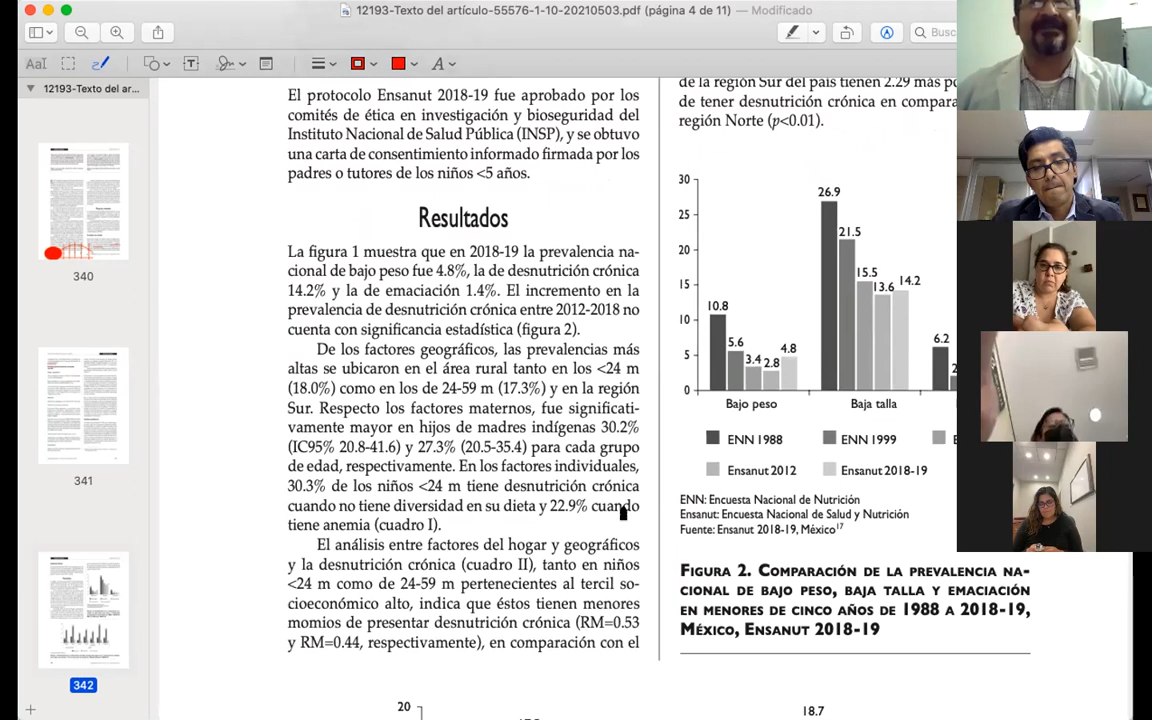 12193-Texto del artículo-55576-1-10-20210503.pdf (página 4 de 11) — Modificado
Busc
AaI
T
A
12193-Texto del ar...
340
341
342
El protocolo Ensanut 2018-19 fue aprobado por los
comités de ética en investigación y bioseguridad del
Instituto Nacional de Salud Pública (INSP), y se obtuvo
una carta de consentimiento informado firmada por los
padres o tutores de los niños <5 años.
Resultados
La figura 1 muestra que en 2018-19 la prevalencia na-
cional de bajo peso fue 4.8%, la de desnutrición crónica
14.2% y la de emaciación 1.4%. El incremento en la
prevalencia de desnutrición crónica entre 2012-2018 no
cuenta con significancia estadística (figura 2).
De los factores geográficos, las prevalencias más
altas se ubicaron en el área rural tanto en los <24 m
(18.0%) como en los de 24-59 m (17.3%) y en la región
Sur. Respecto los factores maternos, fue significati-
vamente mayor en hijos de madres indígenas 30.2%
(IC95% 20.8-41.6) y 27.3% (20.5-35.4) para cada grupo
de edad, respectivamente. En los factores individuales,
30.3% de los niños <24 m tiene desnutrición crónica
cuando no tiene diversidad en su dieta y 22.9% cuando
tiene anemia (cuadro I).
El análisis entre factores del hogar y geográficos
y la desnutrición crónica (cuadro II), tanto en niños
<24 m como de 24-59 m pertenecientes al tercil so-
cioeconómico alto, indica que éstos tienen menores
momios de presentar desnutrición crónica (RM=0.53
y RM=0.44, respectivamente), en comparación con el
20
de la región Sur del país tienen 2.29 más po
de tener desnutrición crónica en compara
región Norte (p<0.01).
30
25
20
15
10
5
0
10.8
5.6
3.4
2.8
4.8
26.9
21.5
15.5
13.6
14.2
6.2
2
Bajo peso
Baja talla
ENN 1988
ENN 1999
E
Ensanut 2012
Ensanut 2018-19
ENN: Encuesta Nacional de Nutrición
Ensanut: Encuesta Nacional de Salud y Nutrición
Fuente: Ensanut 2018-19, México17
Figura 2. Comparación de la prevalencia na-
cional de bajo peso, baja talla y emaciación
en menores de cinco años de 1988 a 2018-19,
México, Ensanut 2018-19
18.7